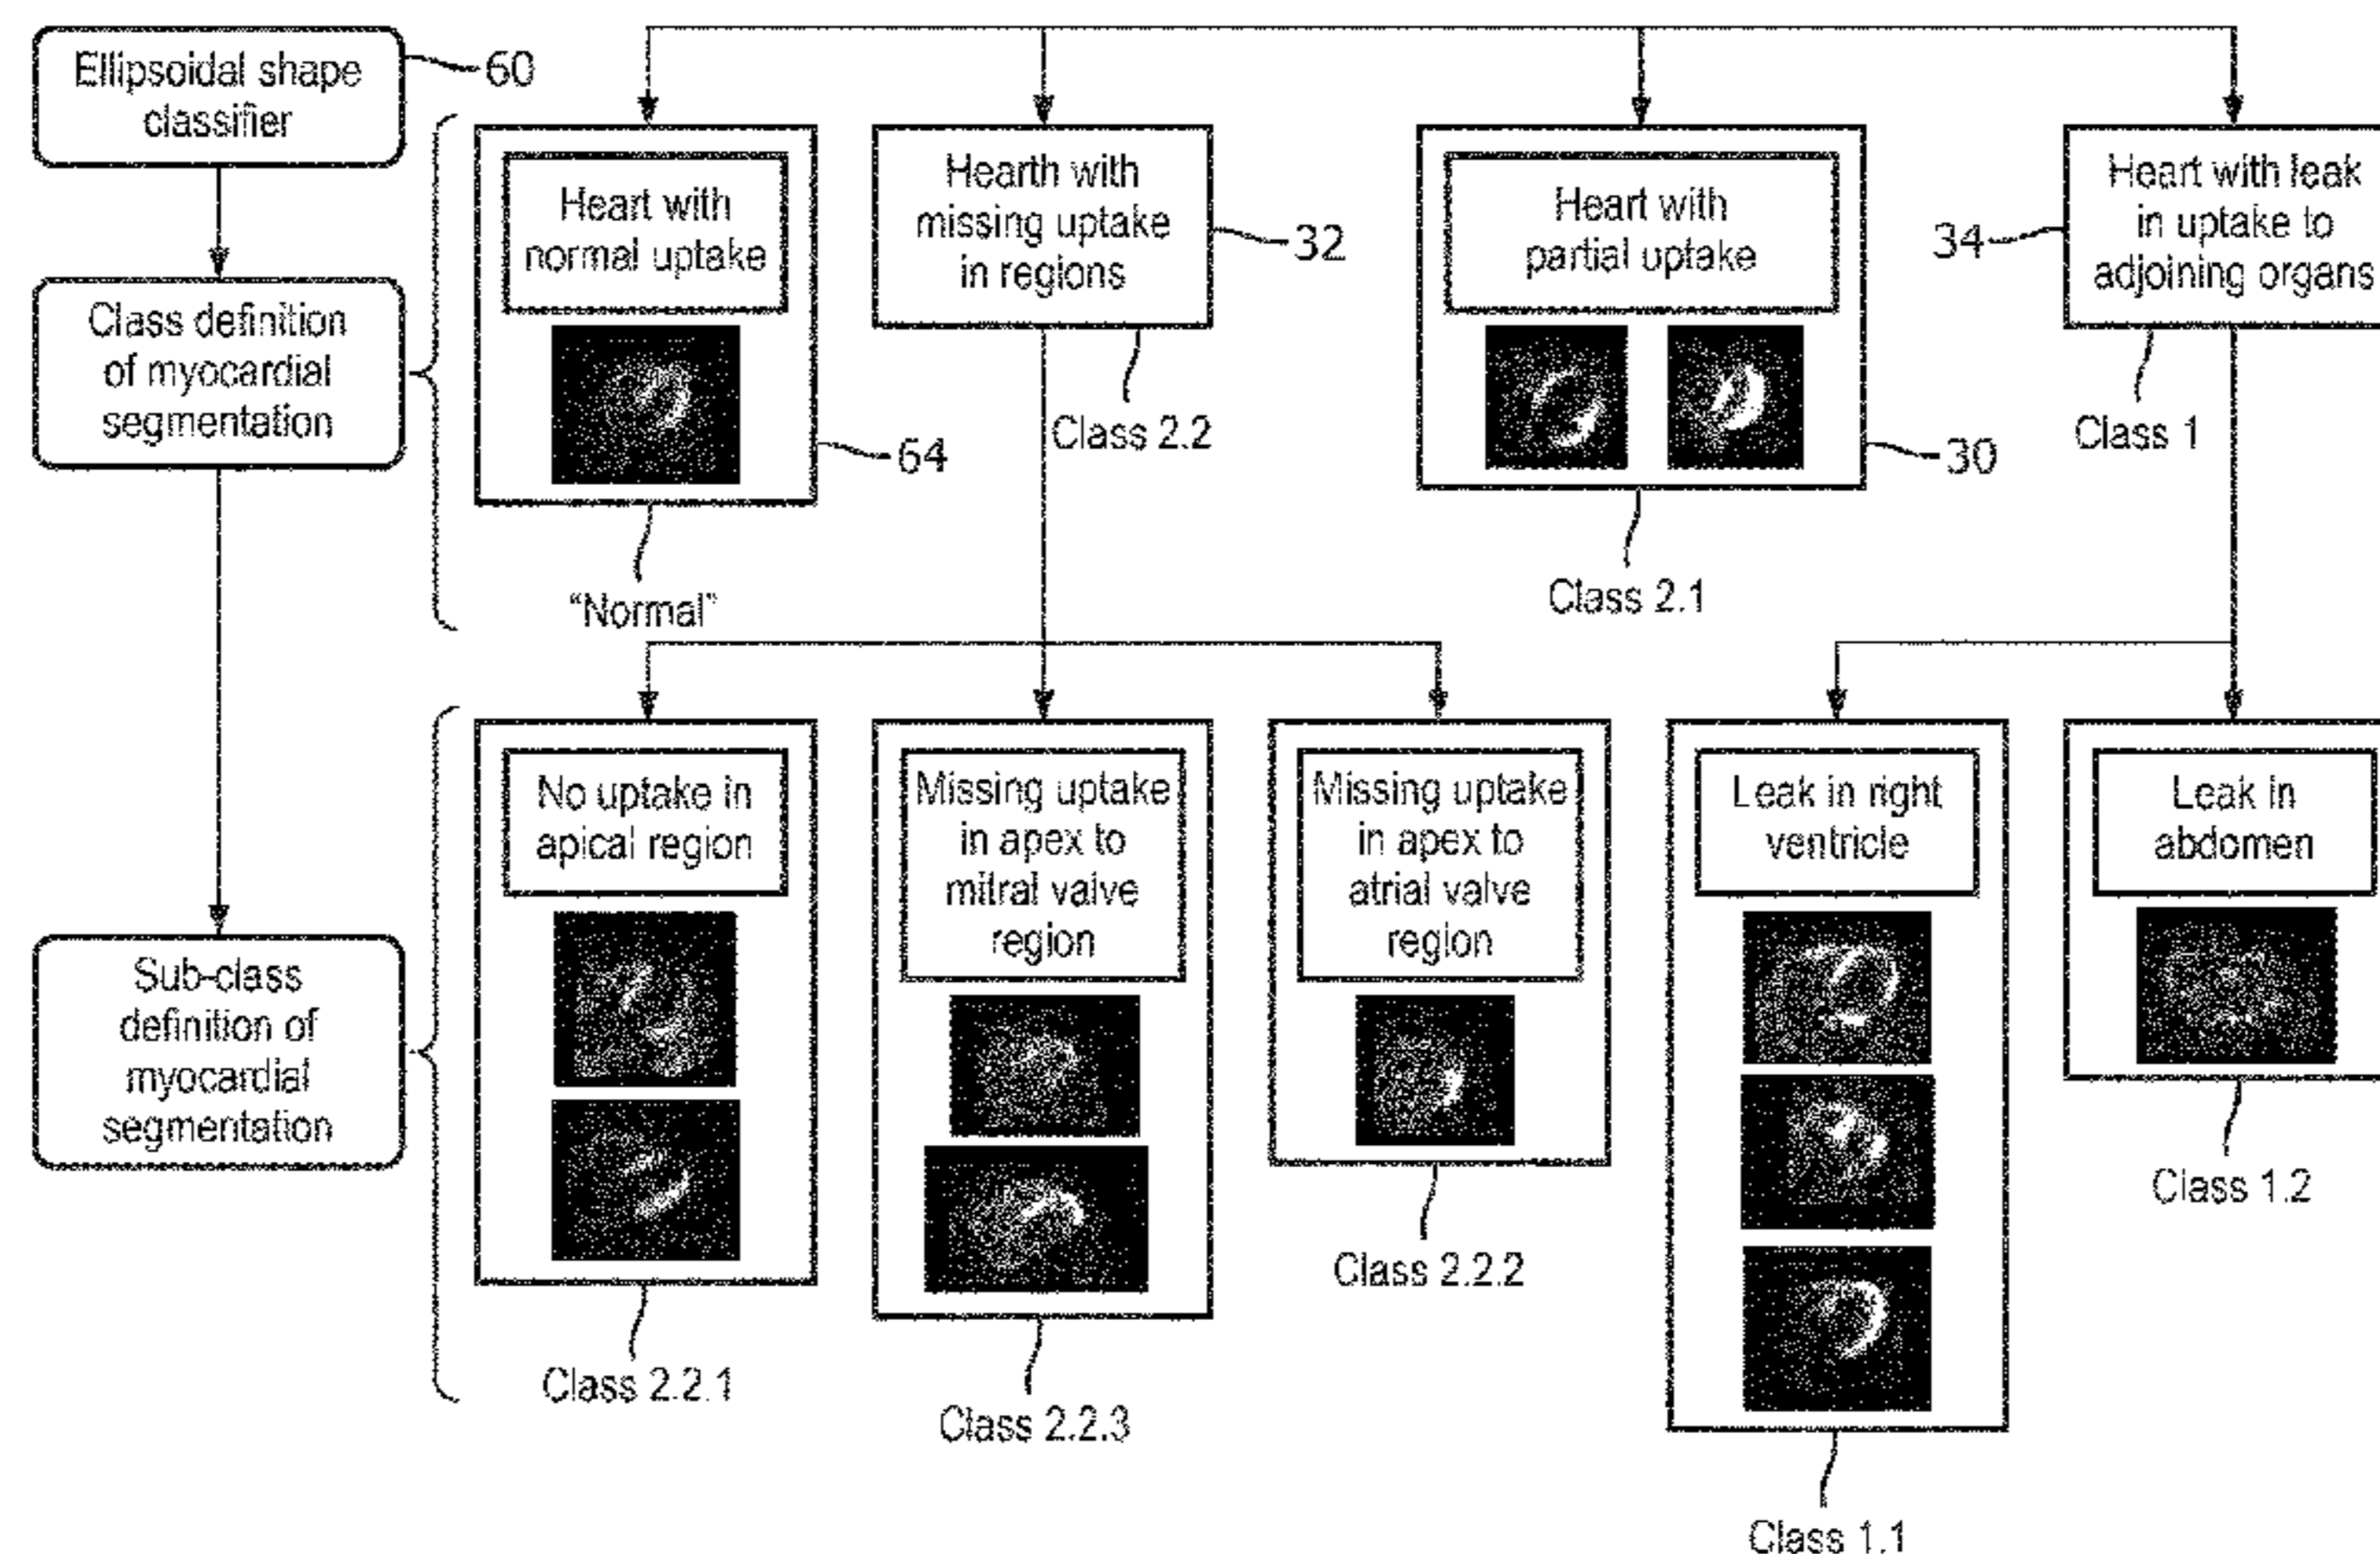 Ellipsoidal shape
classifier
60
Class definition
of myocardial
segmentation
Heart with
normal uptake
64
"Normal"
Hearth with
missing uptake
in regions
32
Class 2.2
Heart with
partial uptake
30
Class 2.1
Heart with leak
in uptake to
adjoining organs
34
Class 1
Sub-class
definition of
myocardial
segmentation
No uptake in
apical region
Class 2.2.1
Missing uptake
in apex to
mitral valve
region
Class 2.2.3
Missing uptake
in apex to
atrial valve
region
Class 2.2.2
Leak in right
ventricle
Class 1.1
Leak in
abdomen
Class 1.2